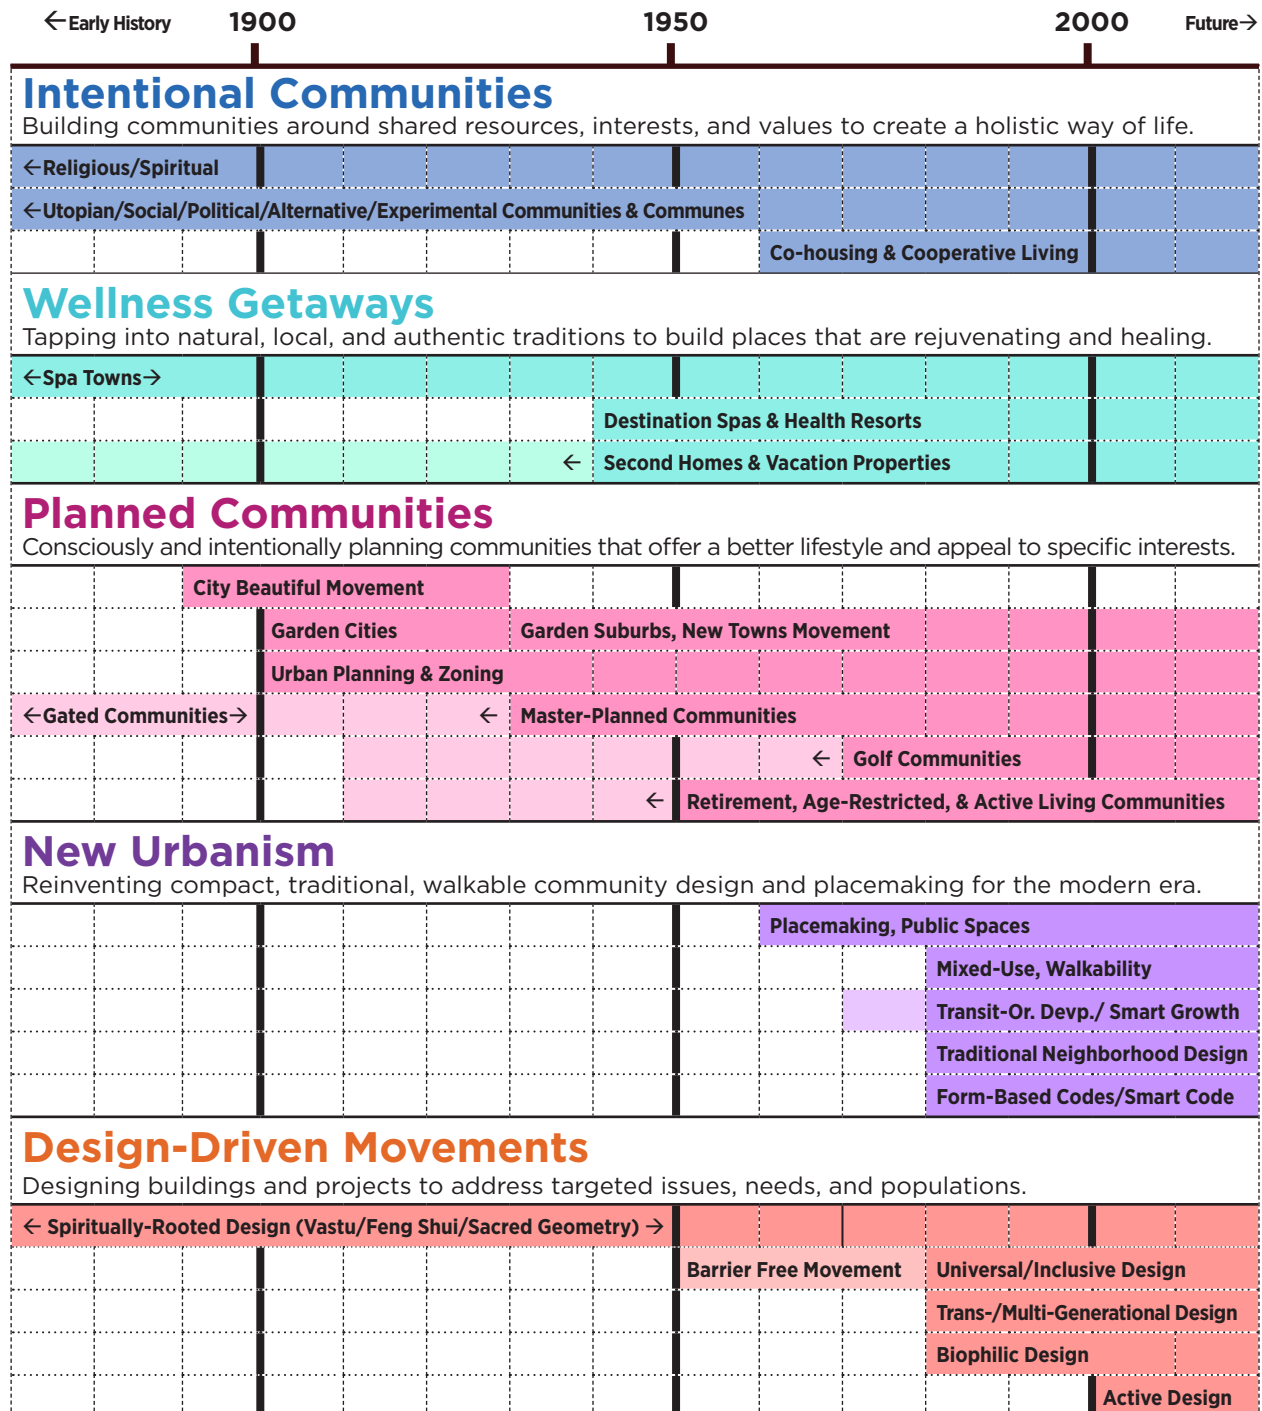 ←Early History 1900 1950 2000 Future→
Intentional Communities
Building communities around shared resources, interests, and values to create a holistic way of life.
←Religious/Spiritual
←Utopian/Social/Political/Alternative/Experimental Communities & Communes
Co-housing & Cooperative Living
Wellness Getaways
Tapping into natural, local, and authentic traditions to build places that are rejuvenating and healing.
←Spa Towns→
Destination Spas & Health Resorts
← Second Homes & Vacation Properties
Planned Communities
Consciously and intentionally planning communities that offer a better lifestyle and appeal to specific interests.
City Beautiful Movement
Garden Cities Garden Suburbs, New Towns Movement
Urban Planning & Zoning
←Gated Communities→ ← Master-Planned Communities
← Golf Communities
← Retirement, Age-Restricted, & Active Living Communities
New Urbanism
Reinventing compact, traditional, walkable community design and placemaking for the modern era.
Placemaking, Public Spaces
Mixed-Use, Walkability
Transit-Or. Devp./ Smart Growth
Traditional Neighborhood Design
Form-Based Codes/Smart Code
Design-Driven Movements
Designing buildings and projects to address targeted issues, needs, and populations.
← Spiritually-Rooted Design (Vastu/Feng Shui/Sacred Geometry) →
Barrier Free Movement Universal/Inclusive Design
Trans-/Multi-Generational Design
Biophilic Design
Active Design